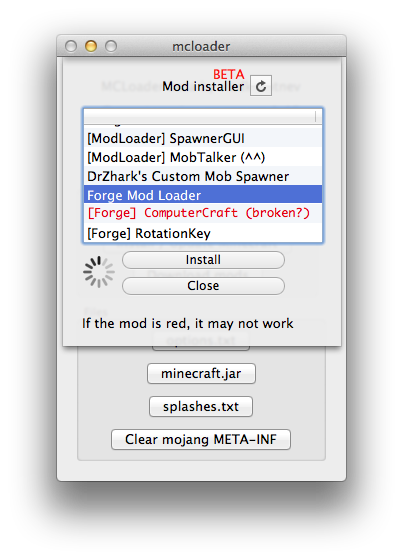 mcloader
BETA
Mod installer
[ModLoader] SpawnerGUI
[ModLoader] MobTalker (^^)
DrZhark's Custom Mob Spawner
Forge Mod Loader
[Forge] ComputerCraft (broken?)
[Forge] RotationKey
Install
Close
If the mod is red, it may not work
options.txt
minecraft.jar
splashes.txt
Clear mojang META-INF